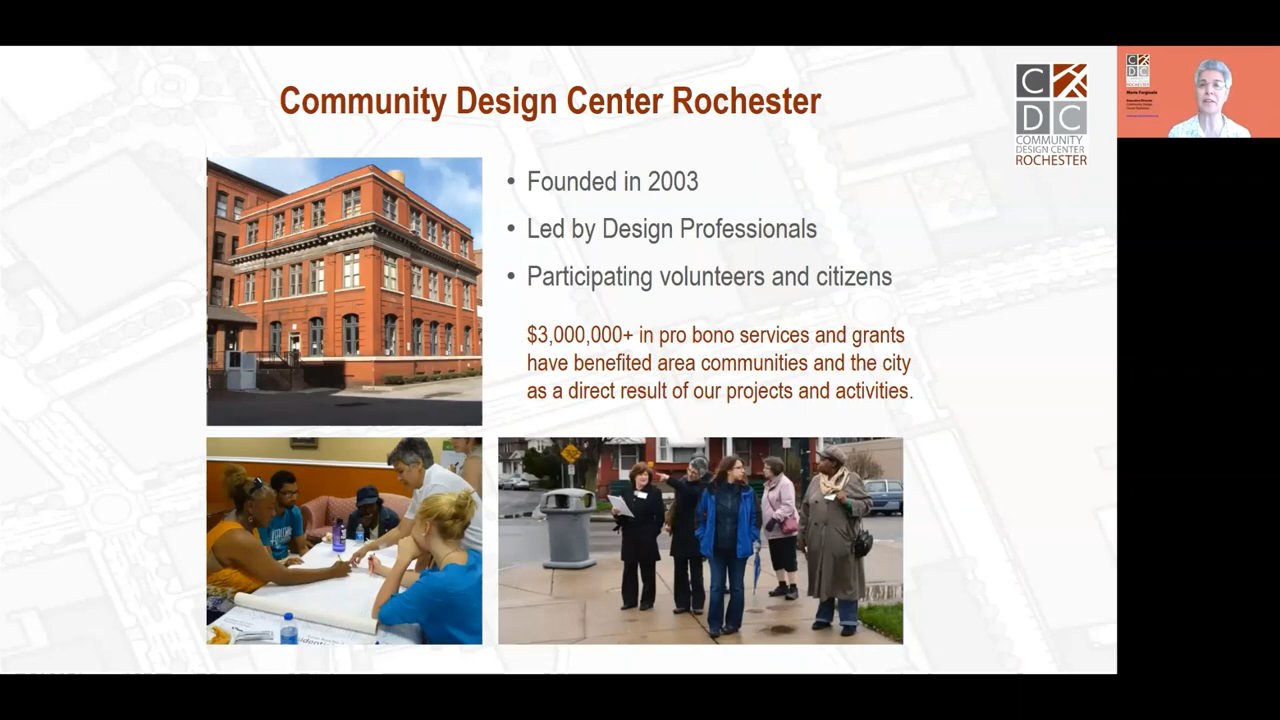 Community Design Center Rochester
C
D C
COMMUNITY
DESIGN CENTER
ROCHESTER
• Founded in 2003
• Led by Design Professionals
• Participating volunteers and citizens
$3,000,000+ in pro bono services and grants
have benefited area communities and the city
as a direct result of our projects and activities.